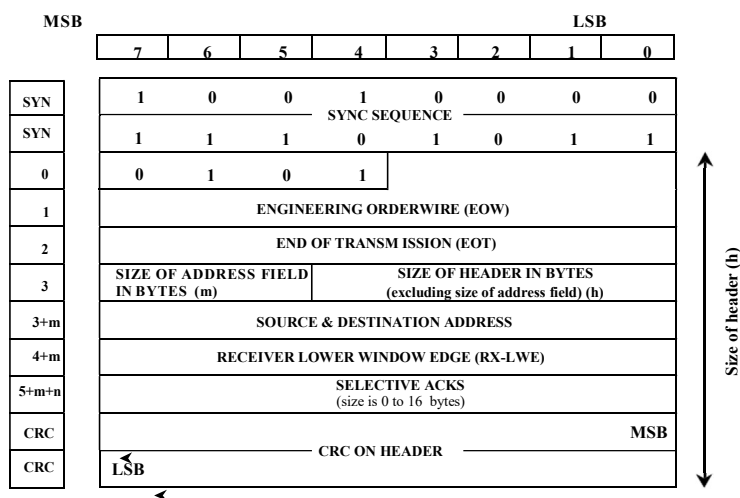 MSB LSB
7 6 5 4 3 2 1 0
SYN 1 0 0 1 0 0 0 0
SYNC SEQUENCE
SYN 1 1 1 0 1 0 1 1
0 0 1 0 1
1 ENGINEERING ORDERWIRE (EOW)
2 END OF TRANSM ISSION (EOT)
3 SIZE OF ADDRESS FIELD IN BYTES (m)
SIZE OF HEADER IN BYTES
(excluding size of address field) (h)
3+m SOURCE & DESTINATION ADDRESS
4+m RECEIVER LOWER WINDOW EDGE (RX-LWE)
5+m+n SELECTIVE ACKS
(size is 0 to 16 bytes)
CRC MSB
CRC ON HEADER
CRC LSB
Size of header (h)